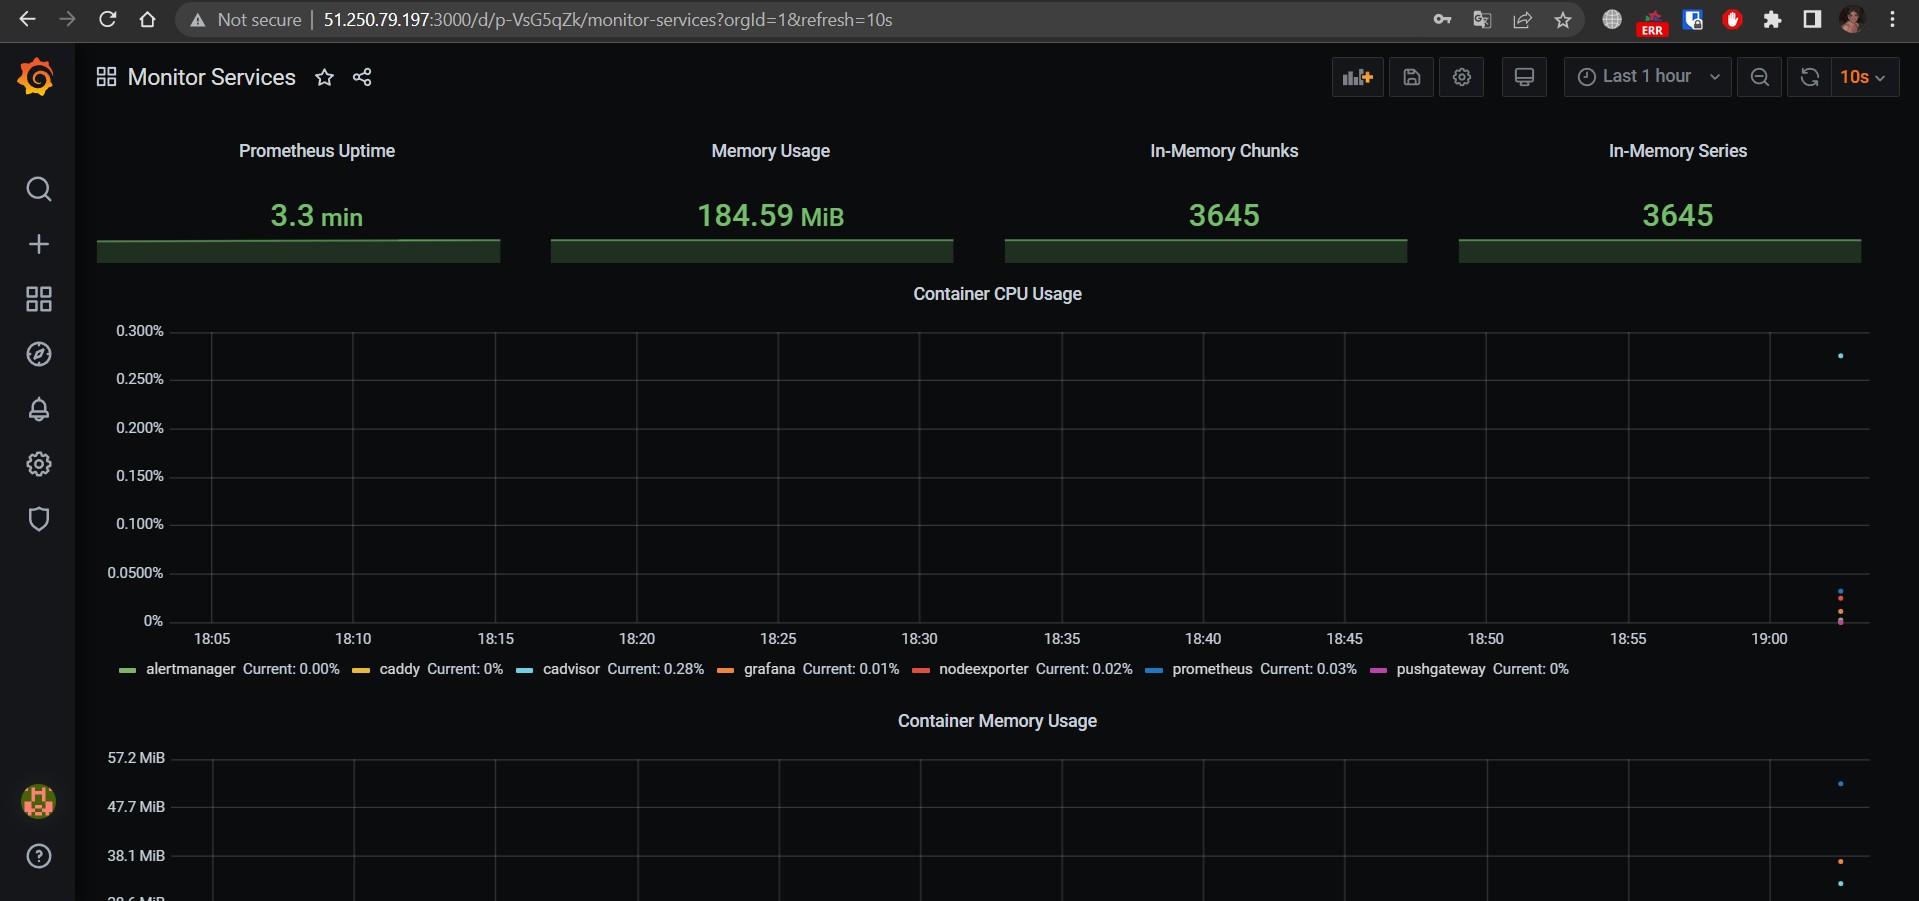 Not secure | 51.250.79.197:3000/d/p-VsG5qZk/monitor-services?orgId=1&refresh=10s
ERR
Monitor Services
Last 1 hour
10s
Prometheus Uptime
Memory Usage
In-Memory Chunks
In-Memory Series
3.3 min
184.59 MiB
3645
3645
Container CPU Usage
0.300%
0.250%
0.200%
0.150%
0.100%
0.0500%
0%
18:05 18:10 18:15 18:20 18:25 18:30 18:35 18:40 18:45 18:50 18:55 19:00
alertmanager Current: 0.00% caddy Current: 0% cadvisor Current: 0.28% grafana Current: 0.01% nodeexporter Current: 0.02% prometheus Current: 0.03% pushgateway Current: 0%
Container Memory Usage
57.2 MiB
47.7 MiB
38.1 MiB